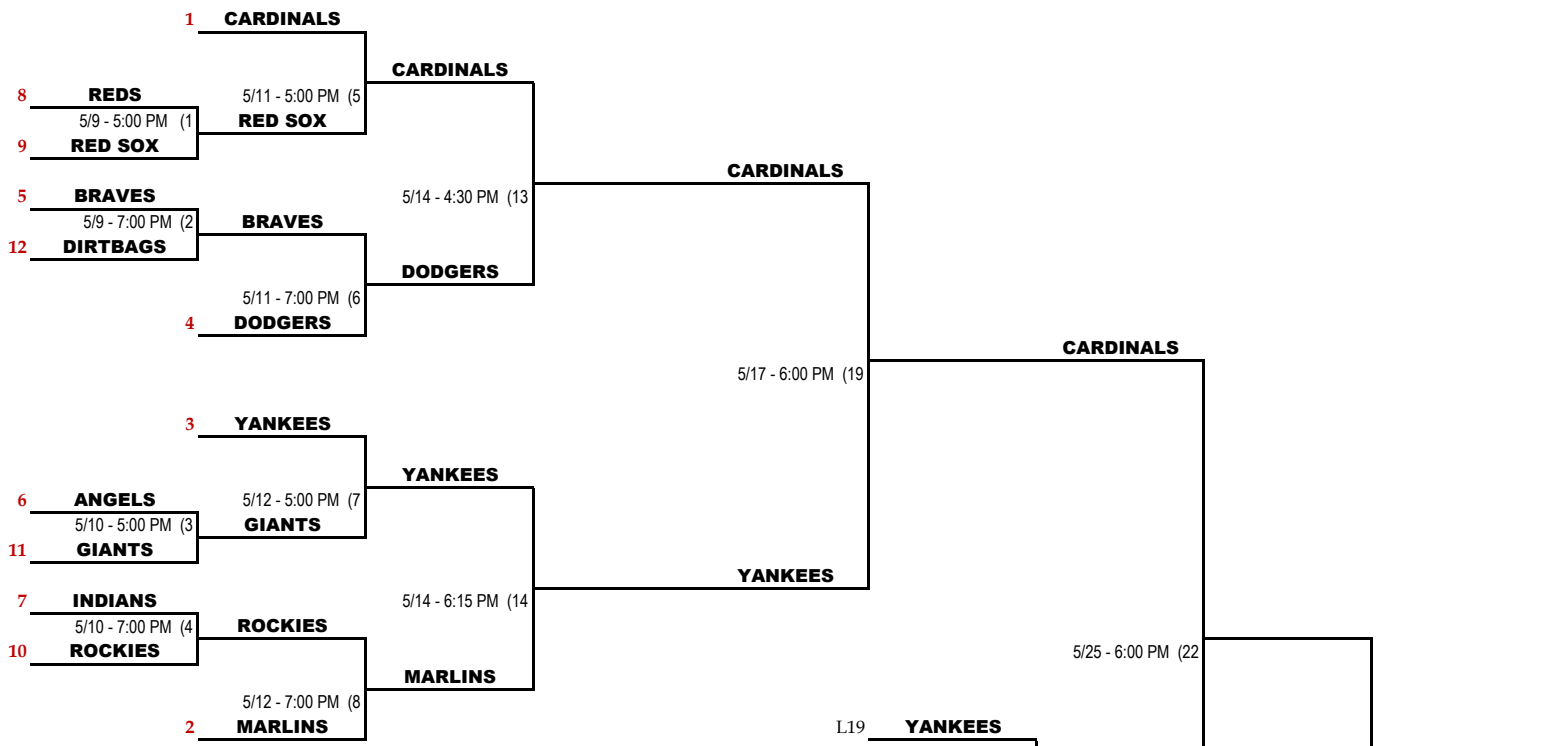 1 CARDINALS
CARDINALS
8 REDS
5/11 - 5:00 PM (5
5/9 - 5:00 PM (1
RED SOX
9 RED SOX
CARDINALS
5 BRAVES
5/14 - 4:30 PM (13
5/9 - 7:00 PM (2
BRAVES
12 DIRTBAGS
DODGERS
5/11 - 7:00 PM (6
4 DODGERS
CARDINALS
5/17 - 6:00 PM (19
3 YANKEES
YANKEES
6 ANGELS
5/12 - 5:00 PM (7
5/10 - 5:00 PM (3
GIANTS
11 GIANTS
YANKEES
7 INDIANS
5/14 - 6:15 PM (14
5/10 - 7:00 PM (4
ROCKIES
10 ROCKIES
5/25 - 6:00 PM (22
MARLINS
5/12 - 7:00 PM (8
2 MARLINS
L19 YANKEES